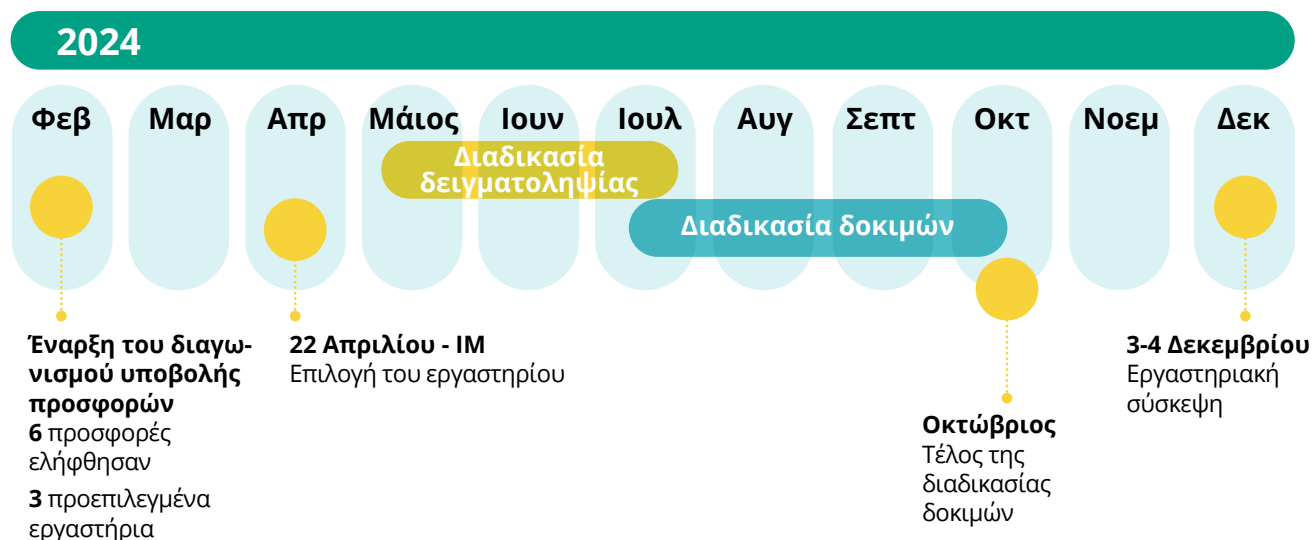 2024
Φεβ
Μαρ
Απρ
Μάιος
Ιουν
Ιουλ
Αυγ
Σεπτ
Οκτ
Νοεμ
Δεκ
Διαδικασία
δειγματοληψίας
Διαδικασία δοκιμών
Έναρξη του διαγω-
νισμού υποβολής
προσφορών
6 προσφορές
ελήφθησαν
3 προεπιλεγμένα
εργαστήρια
22 Απριλίου - IM
Επιλογή του εργαστηρίου
Οκτώβριος
Τέλος της
διαδικασίας
δοκιμών
3-4 Δεκεμβρίου
Εργαστηριακή
σύσκεψη